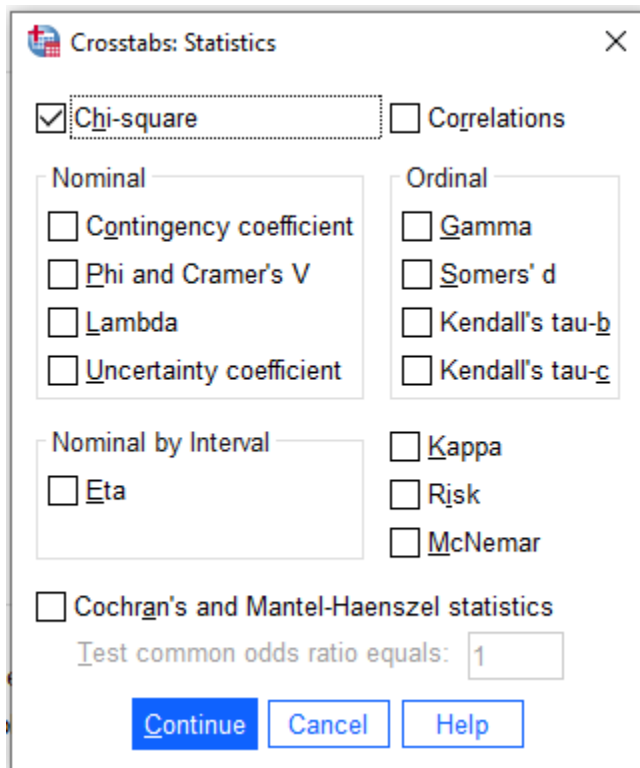 Crosstabs: Statistics
Chi-square
Correlations
Nominal
Contingency coefficient
Phi and Cramer's V
Lambda
Uncertainty coefficient
Ordinal
Gamma
Somers' d
Kendall's tau-b
Kendall's tau-c
Nominal by Interval
Eta
Kappa
Risk
McNemar
Cochran's and Mantel-Haenszel statistics
Test common odds ratio equals: 1
Continue Cancel Help